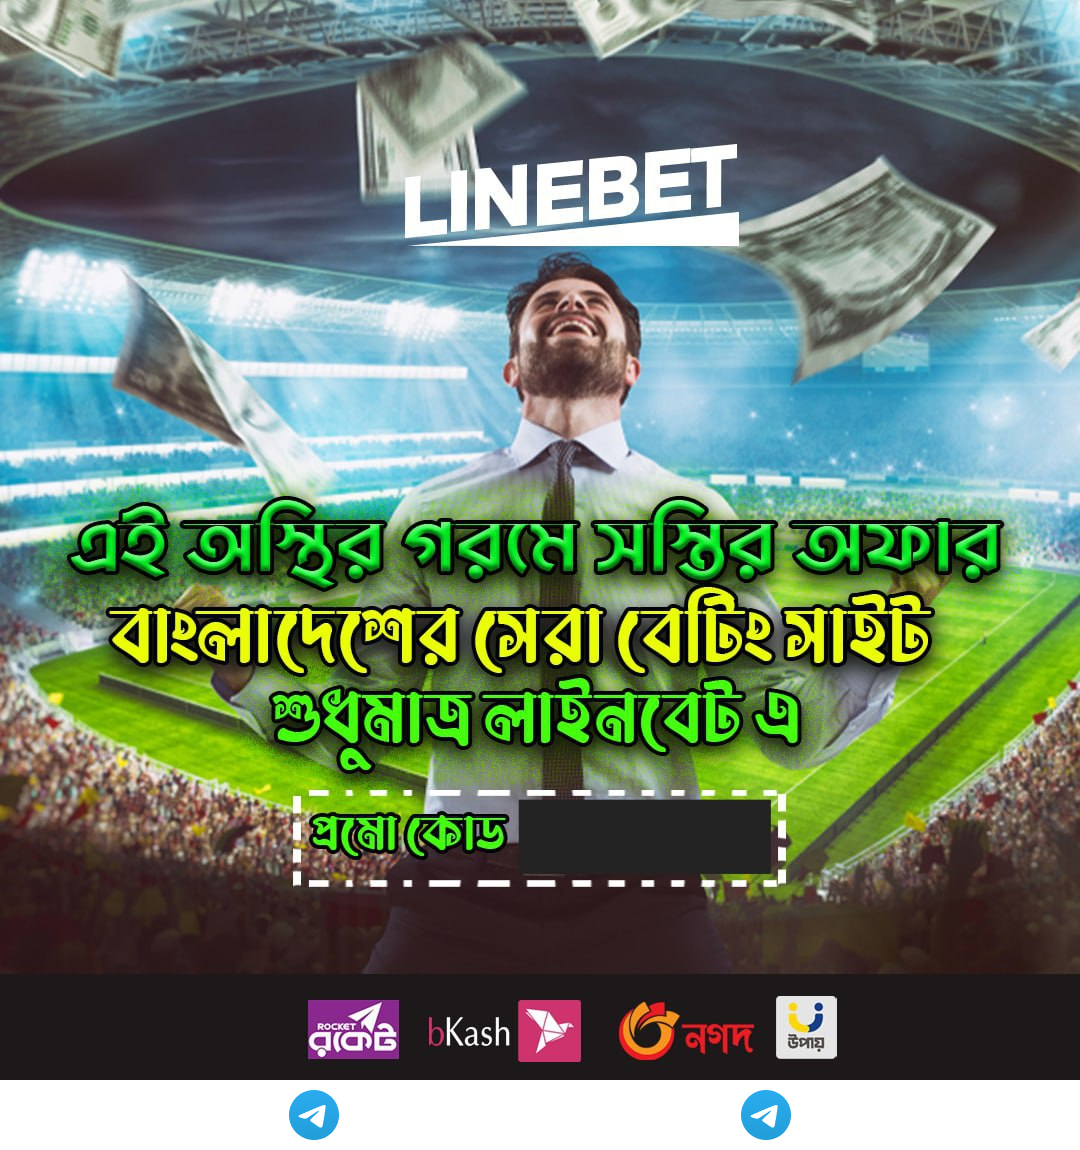 LINEBET
এই অস্থির গরমে সস্তির অফার
বাংলাদেশের সেরা বেটিং সাইট
শুধুমাত্র লাইনবেট এ
প্রমো কোড
ROCKET
রকেট
bKash
নগদ
উপায়